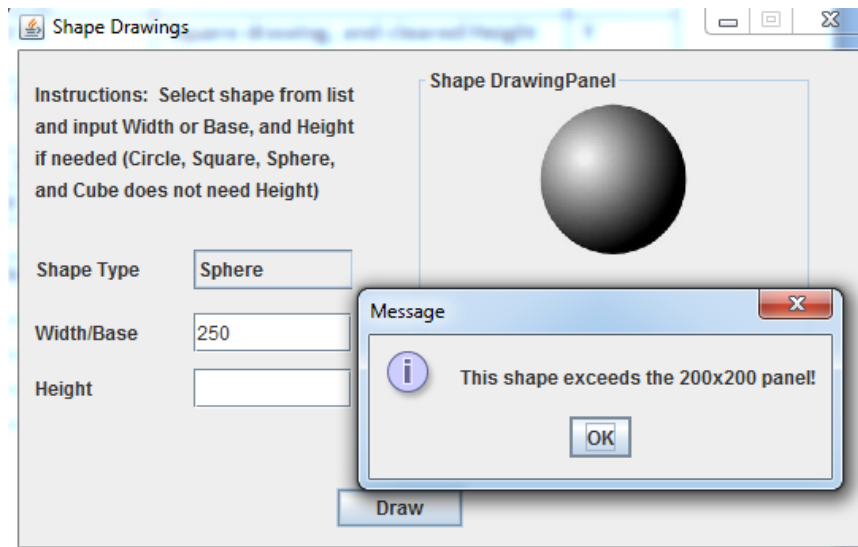 Shape Drawings
Instructions:  Select shape from list
and input Width or Base, and Height
if needed (Circle, Square, Sphere,
and Cube does not need Height)
Shape DrawingPanel
Shape Type
Sphere
Width/Base
250
Height
Message
This shape exceeds the 200x200 panel!
OK
Draw